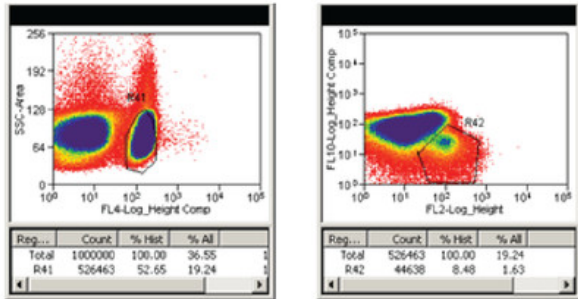 256
192
128
64
0
SSC-Area
R41
10⁰ 10¹ 10² 10³ 10⁴ 10⁵
FL4-Log_Height Comp
Reg... Count % Hist % All
Total 1000000 100.00 36.55 1
R41 526463 52.65 19.24 1
10⁵
10⁴
10³
10²
10¹
10⁰
FL10-Log_Height Comp
R42
10⁰ 10¹ 10² 10³ 10⁴ 10⁵
FL2-Log_Height
Reg... Count % Hist % All
Total 526463 100.00 19.24
R42 44638 8.48 1.63